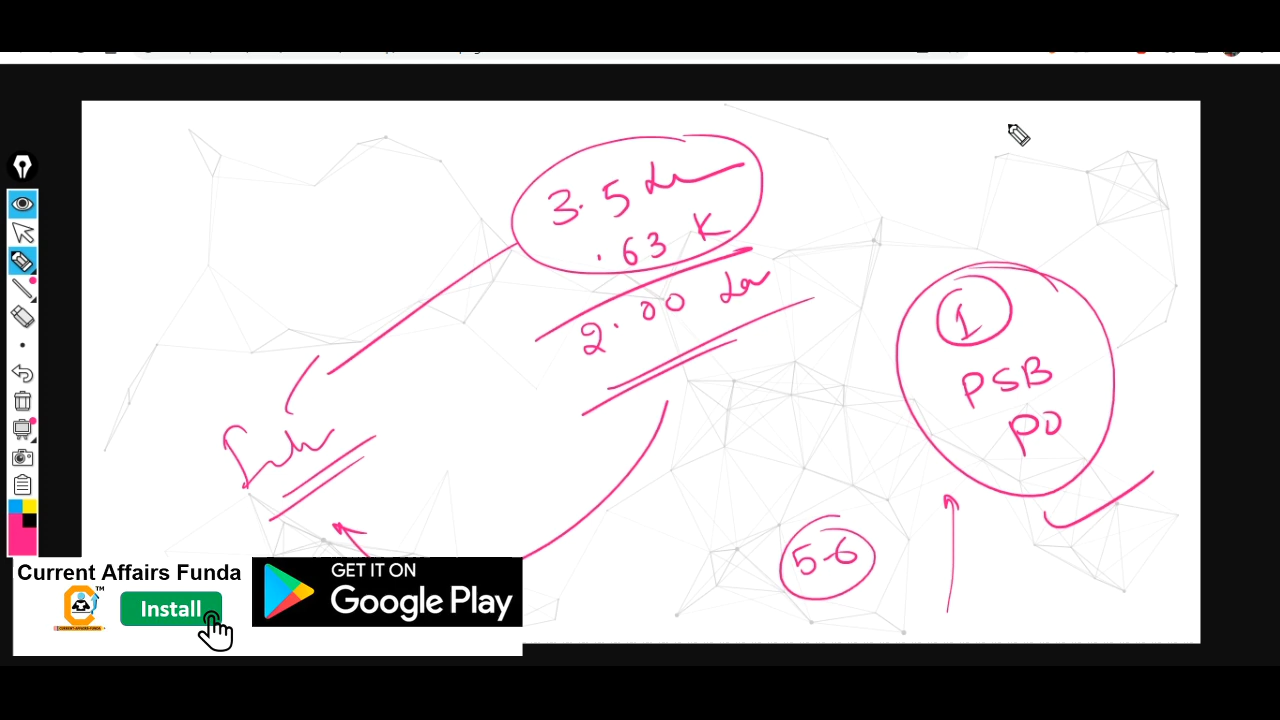 3.5
.63 K
2.00
1
PSB
PO
5-6
Current Affairs Funda
Install
GET IT ON
Google Play